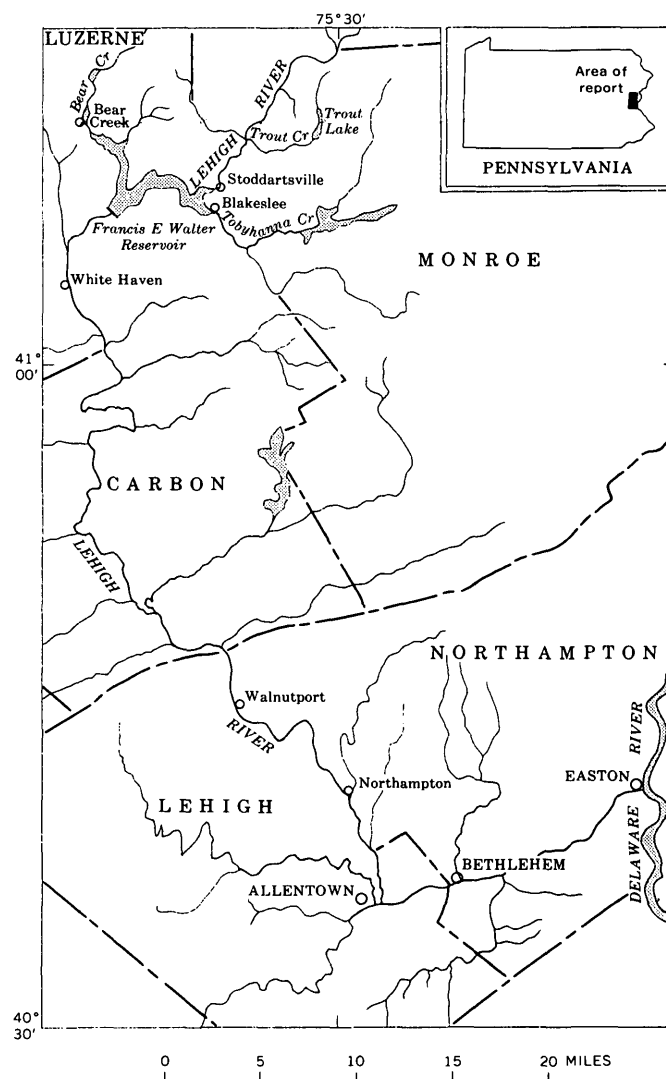 75°30′
LUZERNE
Bear Cr
Bear
Creek
RIVER
LEHIGH
Trout
Lake
Trout Cr
Stoddartsville
Blakeslee
Tobyhanna Cr
Francis E Walter
Reservoir
White Haven
Area of
report
PENNSYLVANIA
MONROE
41°
00′
CARBON
LEHIGH
NORTHAMPTON
Walnutport
RIVER
Northampton
LEHIGH
EASTON
RIVER
DELAWARE
BETHLEHEM
ALLENTOWN
40°
30′
0 5 10 15 20 MILES